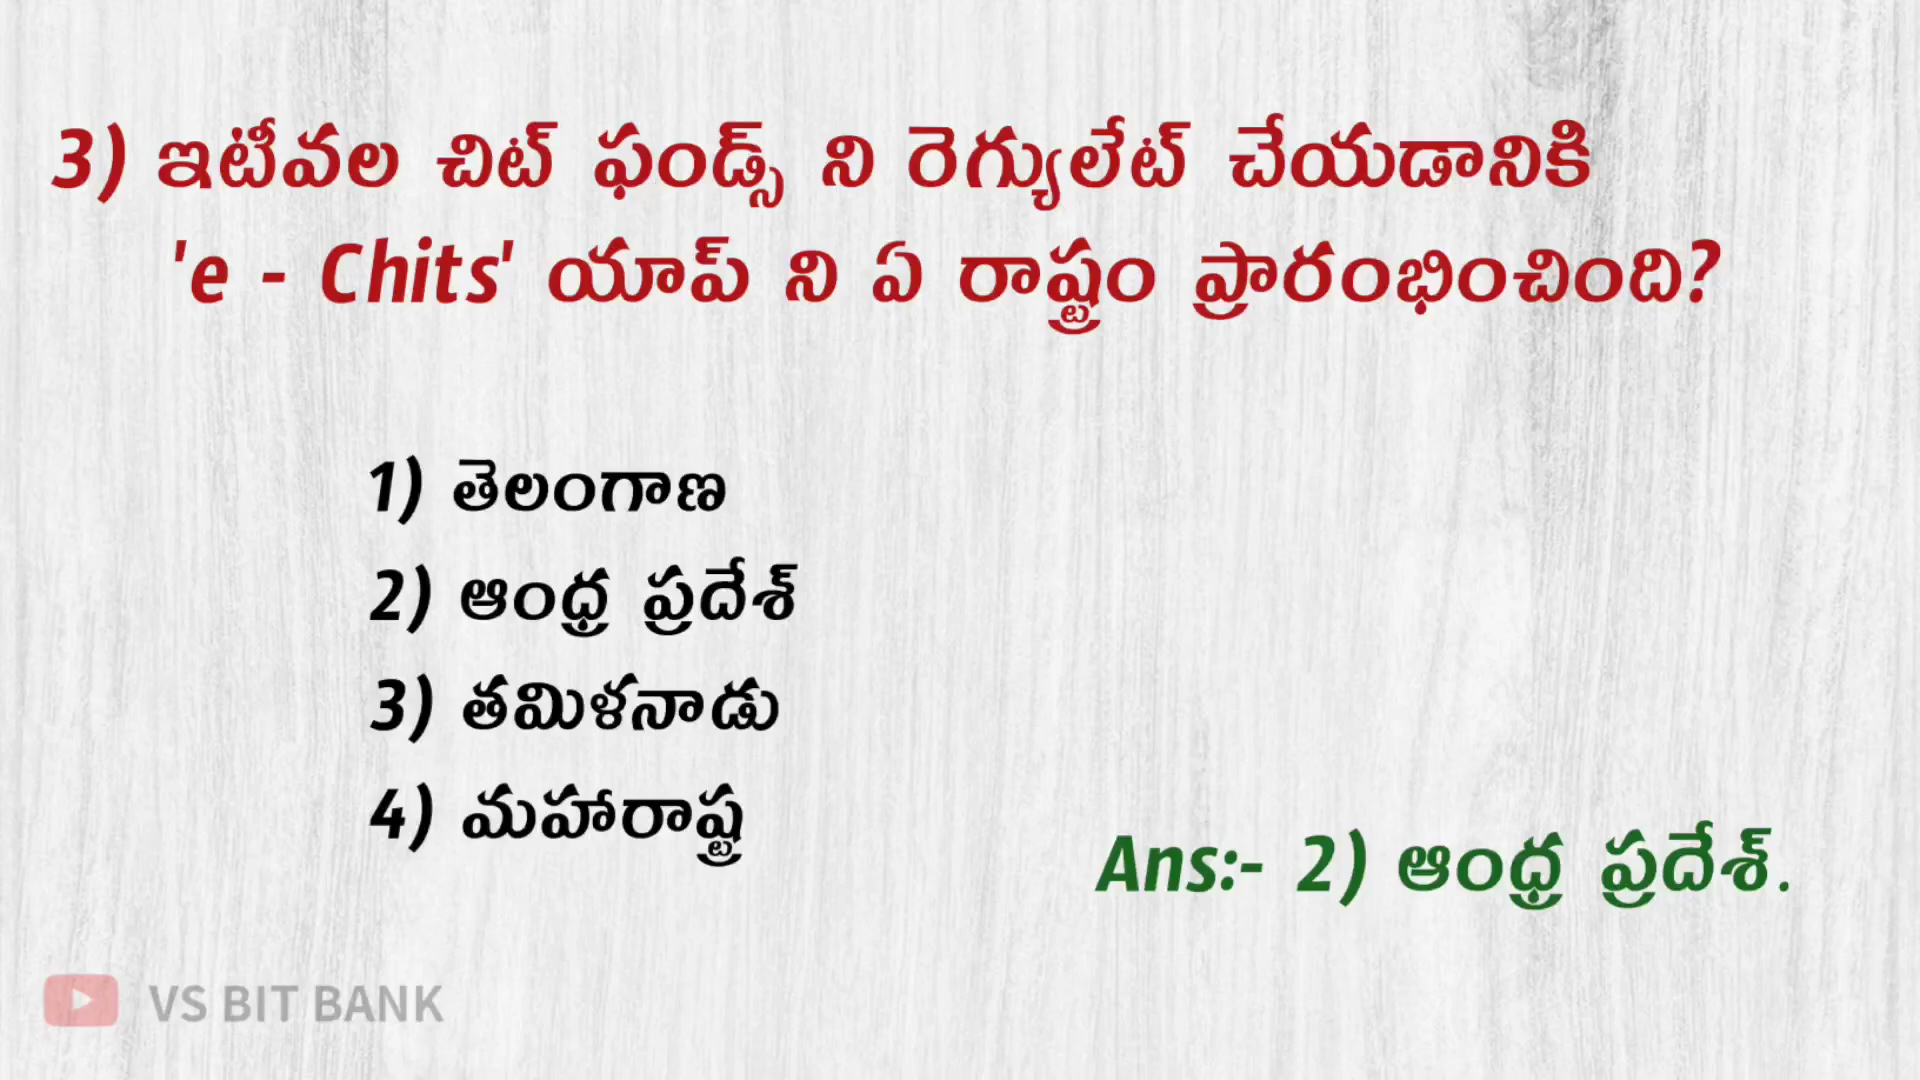 3) ఇటీవల చిట్ ఫండ్స్ ని రెగ్యులేట్ చేయడానికి
'e - Chits' యాప్ ని ఏ రాష్ట్రం ప్రారంభించింది?
1) తెలంగాణ
2) ఆంధ్ర ప్రదేశ్
3) తమిళనాడు
4) మహారాష్ట్ర
Ans:- 2) ఆంధ్ర ప్రదేశ్.
VS BIT BANK